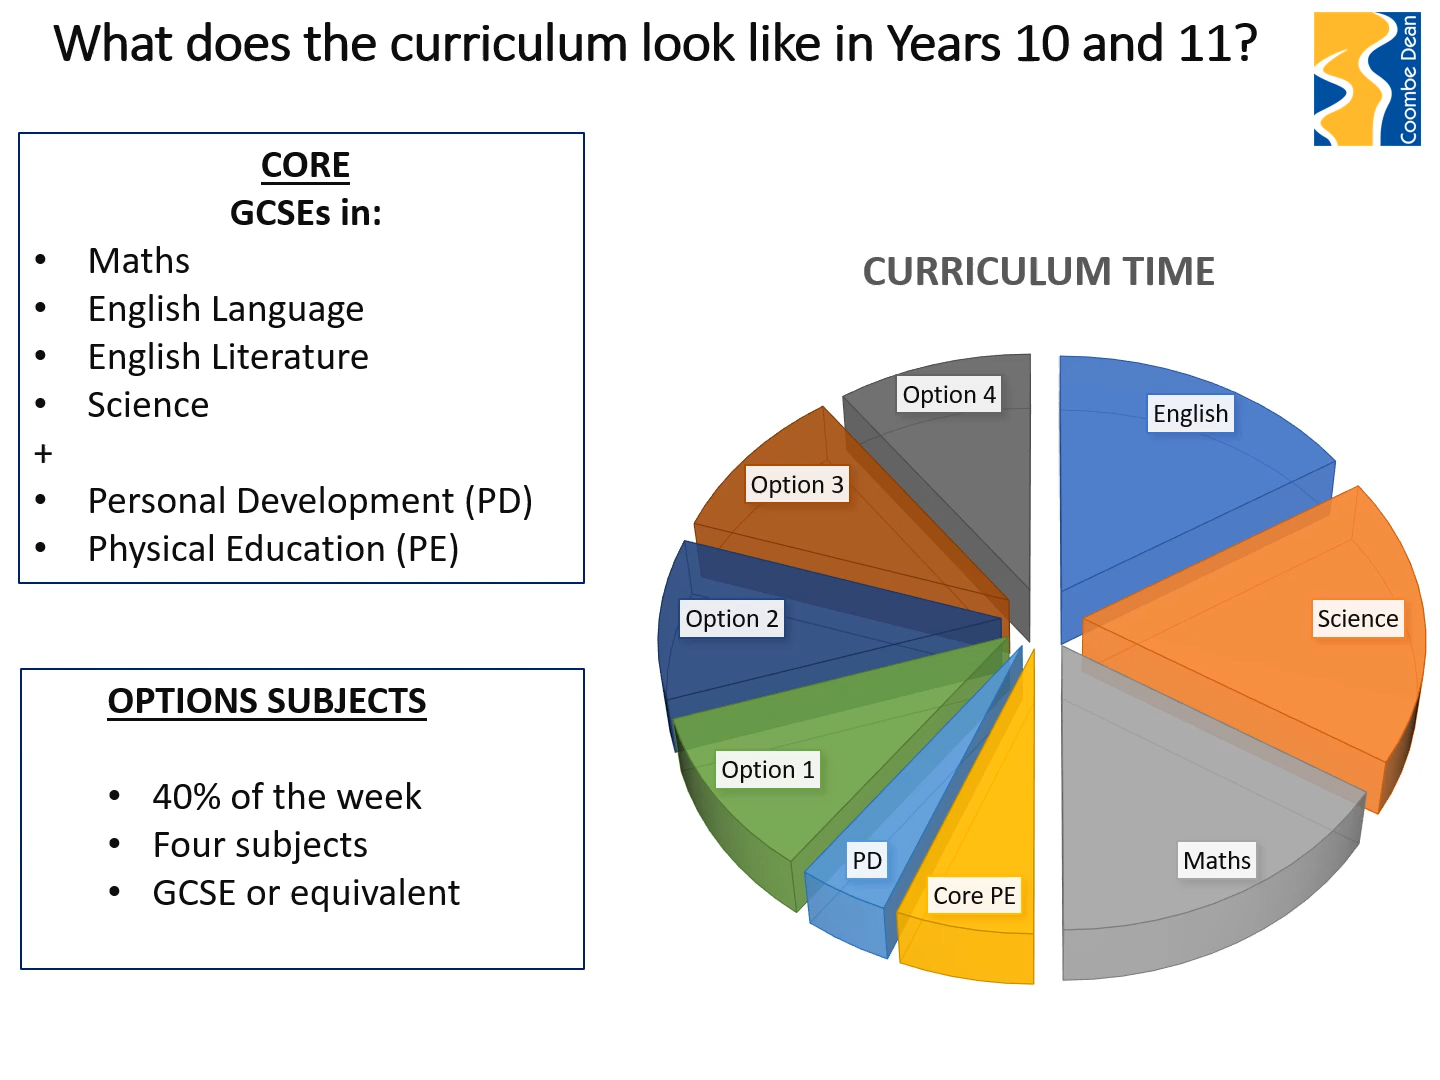 What does the curriculum look like in Years 10 and 11?
Coombe Dean
CORE
GCSEs in:
• Maths
• English Language
• English Literature
• Science
+
• Personal Development (PD)
• Physical Education (PE)
OPTIONS SUBJECTS
• 40% of the week
• Four subjects
• GCSE or equivalent
CURRICULUM TIME
Option 4
English
Option 3
Science
Option 2
Option 1
PD
Maths
Core PE